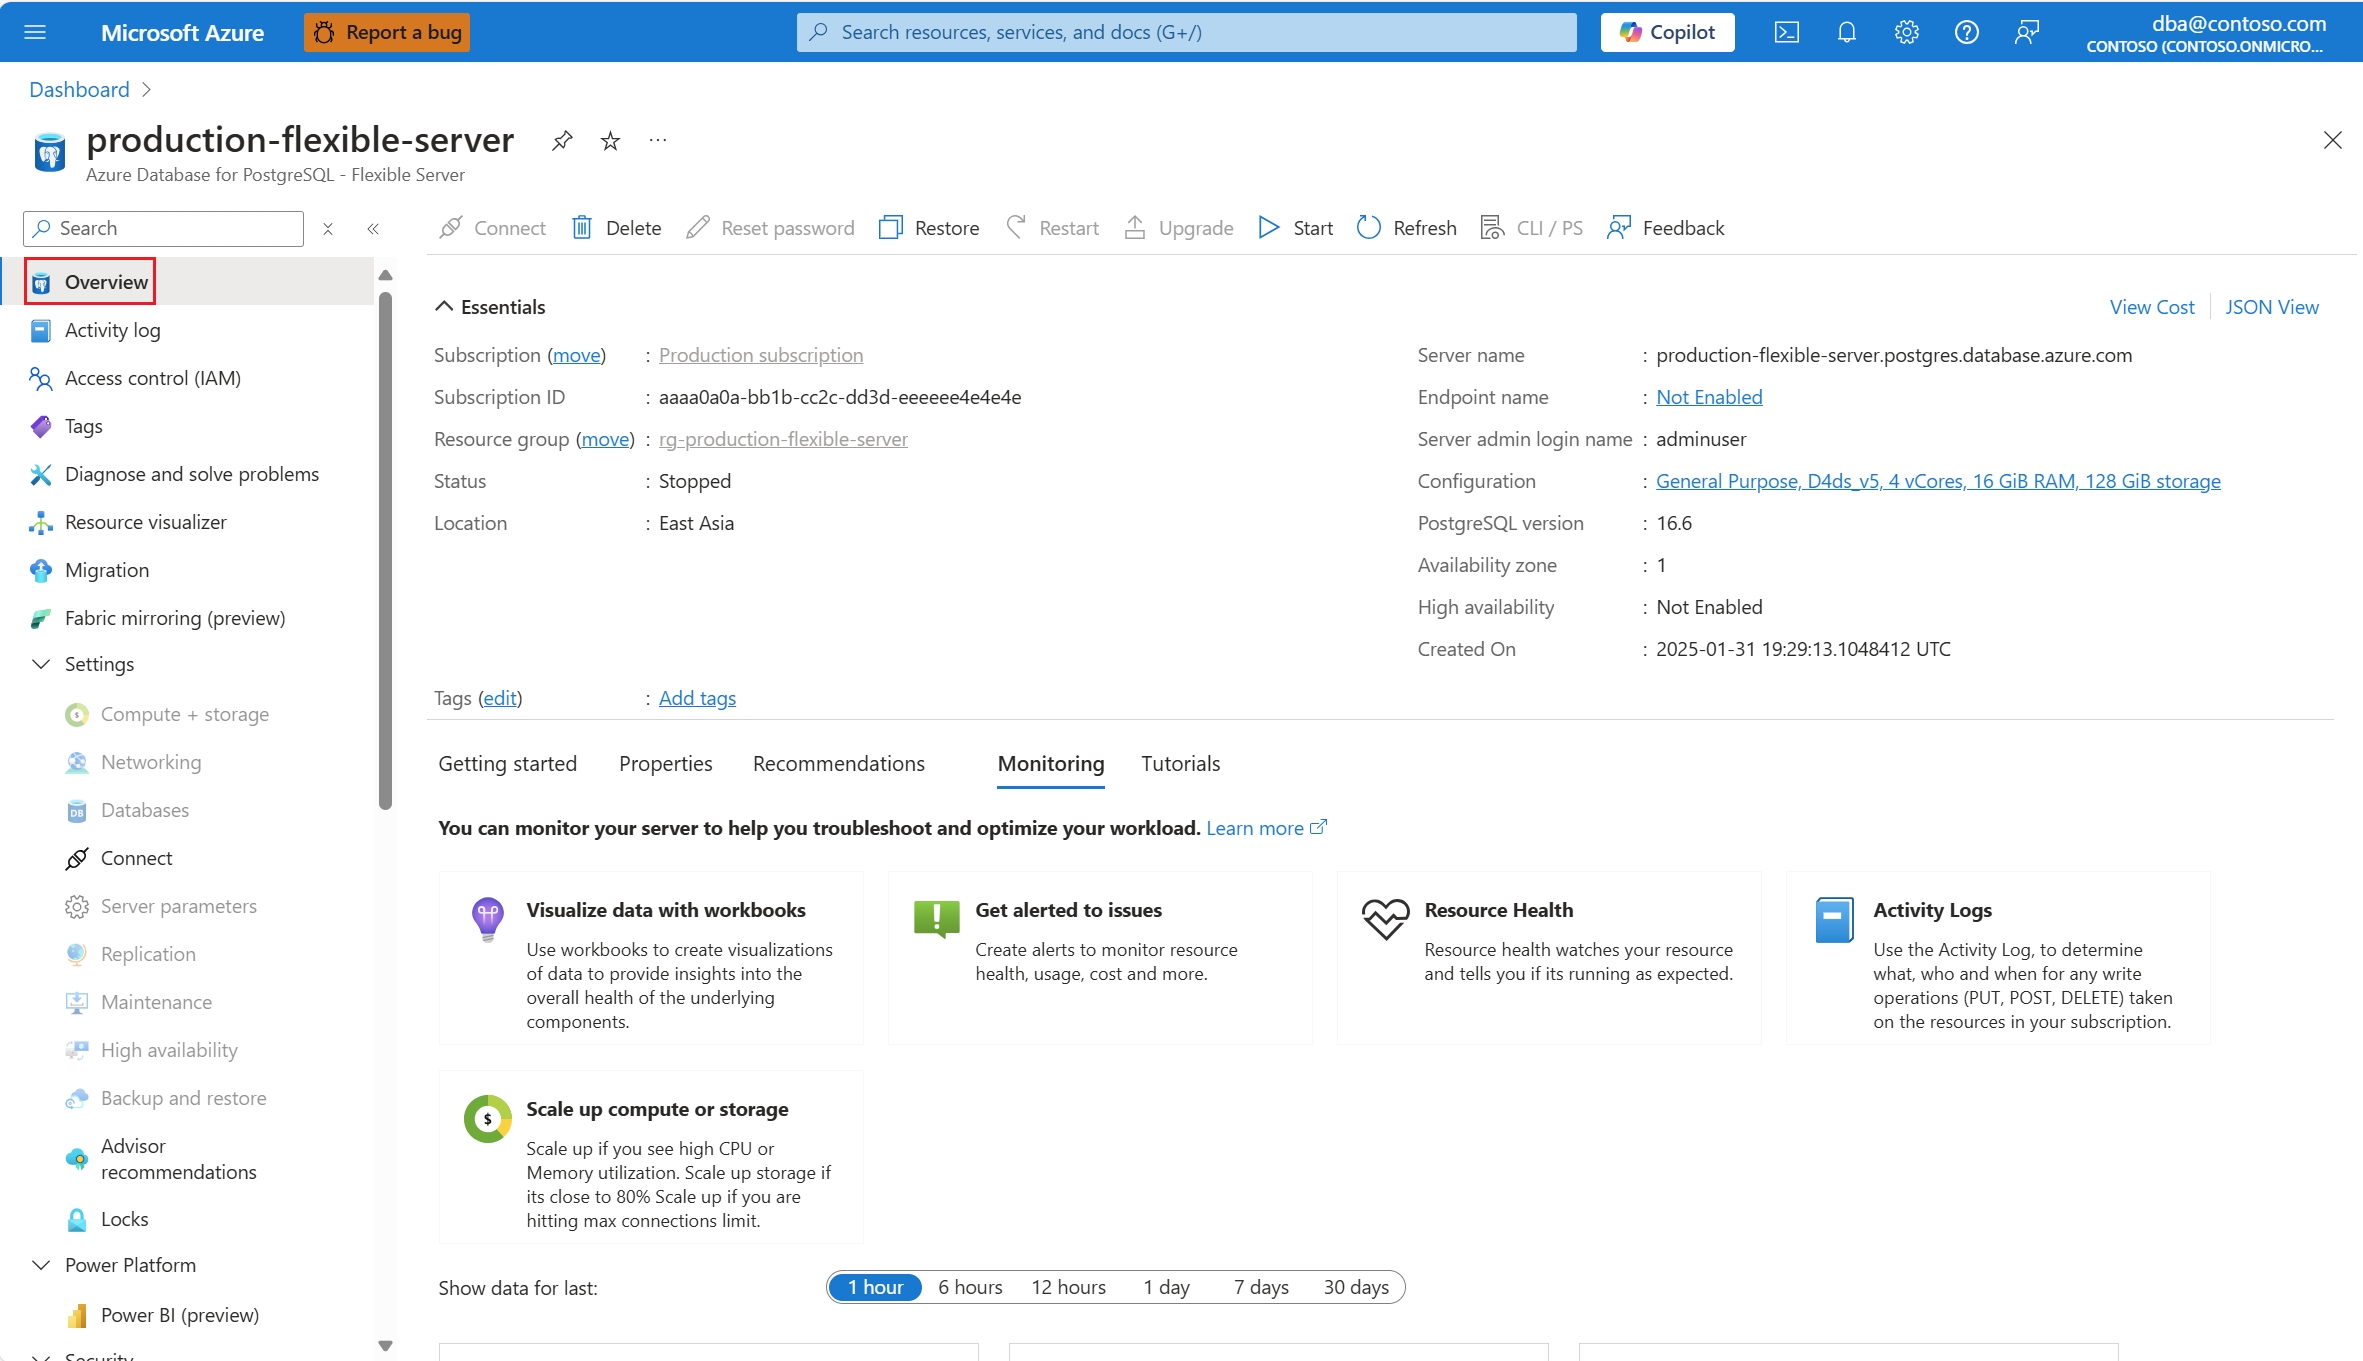 Microsoft Azure
Report a bug
Search resources, services, and docs (G+/)
Copilot
dba@contoso.com
CONTOSO (CONTOSO.ONMICRO...
Dashboard
production-flexible-server
...
Azure Database for PostgreSQL - Flexible Server
Search
Connect
Delete
Reset password
Restore
Restart
Upgrade
Start
Refresh
CLI / PS
Feedback
Overview
Activity log
Access control (IAM)
Tags
Diagnose and solve problems
Resource visualizer
Migration
Fabric mirroring (preview)
Settings
Compute + storage
Networking
Databases
Connect
Server parameters
Replication
Maintenance
High availability
Backup and restore
Advisor
recommendations
Locks
Power Platform
Power BI (preview)
Security
Essentials
View Cost
JSON View
Subscription (move) : Production subscription
Subscription ID : aaaa0a0a-bb1b-cc2c-dd3d-eeeeee4e4e4e
Resource group (move) : rg-production-flexible-server
Status : Stopped
Location : East Asia
Server name : production-flexible-server.postgres.database.azure.com
Endpoint name : Not Enabled
Server admin login name : adminuser
Configuration : General Purpose, D4ds_v5, 4 vCores, 16 GiB RAM, 128 GiB storage
PostgreSQL version : 16.6
Availability zone : 1
High availability : Not Enabled
Created On : 2025-01-31 19:29:13.1048412 UTC
Tags (edit) : Add tags
Getting started
Properties
Recommendations
Monitoring
Tutorials
You can monitor your server to help you troubleshoot and optimize your workload. Learn more
Visualize data with workbooks
Use workbooks to create visualizations
of data to provide insights into the
overall health of the underlying
components.
Get alerted to issues
Create alerts to monitor resource
health, usage, cost and more.
Resource Health
Resource health watches your resource
and tells you if its running as expected.
Activity Logs
Use the Activity Log, to determine
what, who and when for any write
operations (PUT, POST, DELETE) taken
on the resources in your subscription.
Scale up compute or storage
Scale up if you see high CPU or
Memory utilization. Scale up storage if
its close to 80% Scale up if you are
hitting max connections limit.
Show data for last:
1 hour
6 hours
12 hours
1 day
7 days
30 days